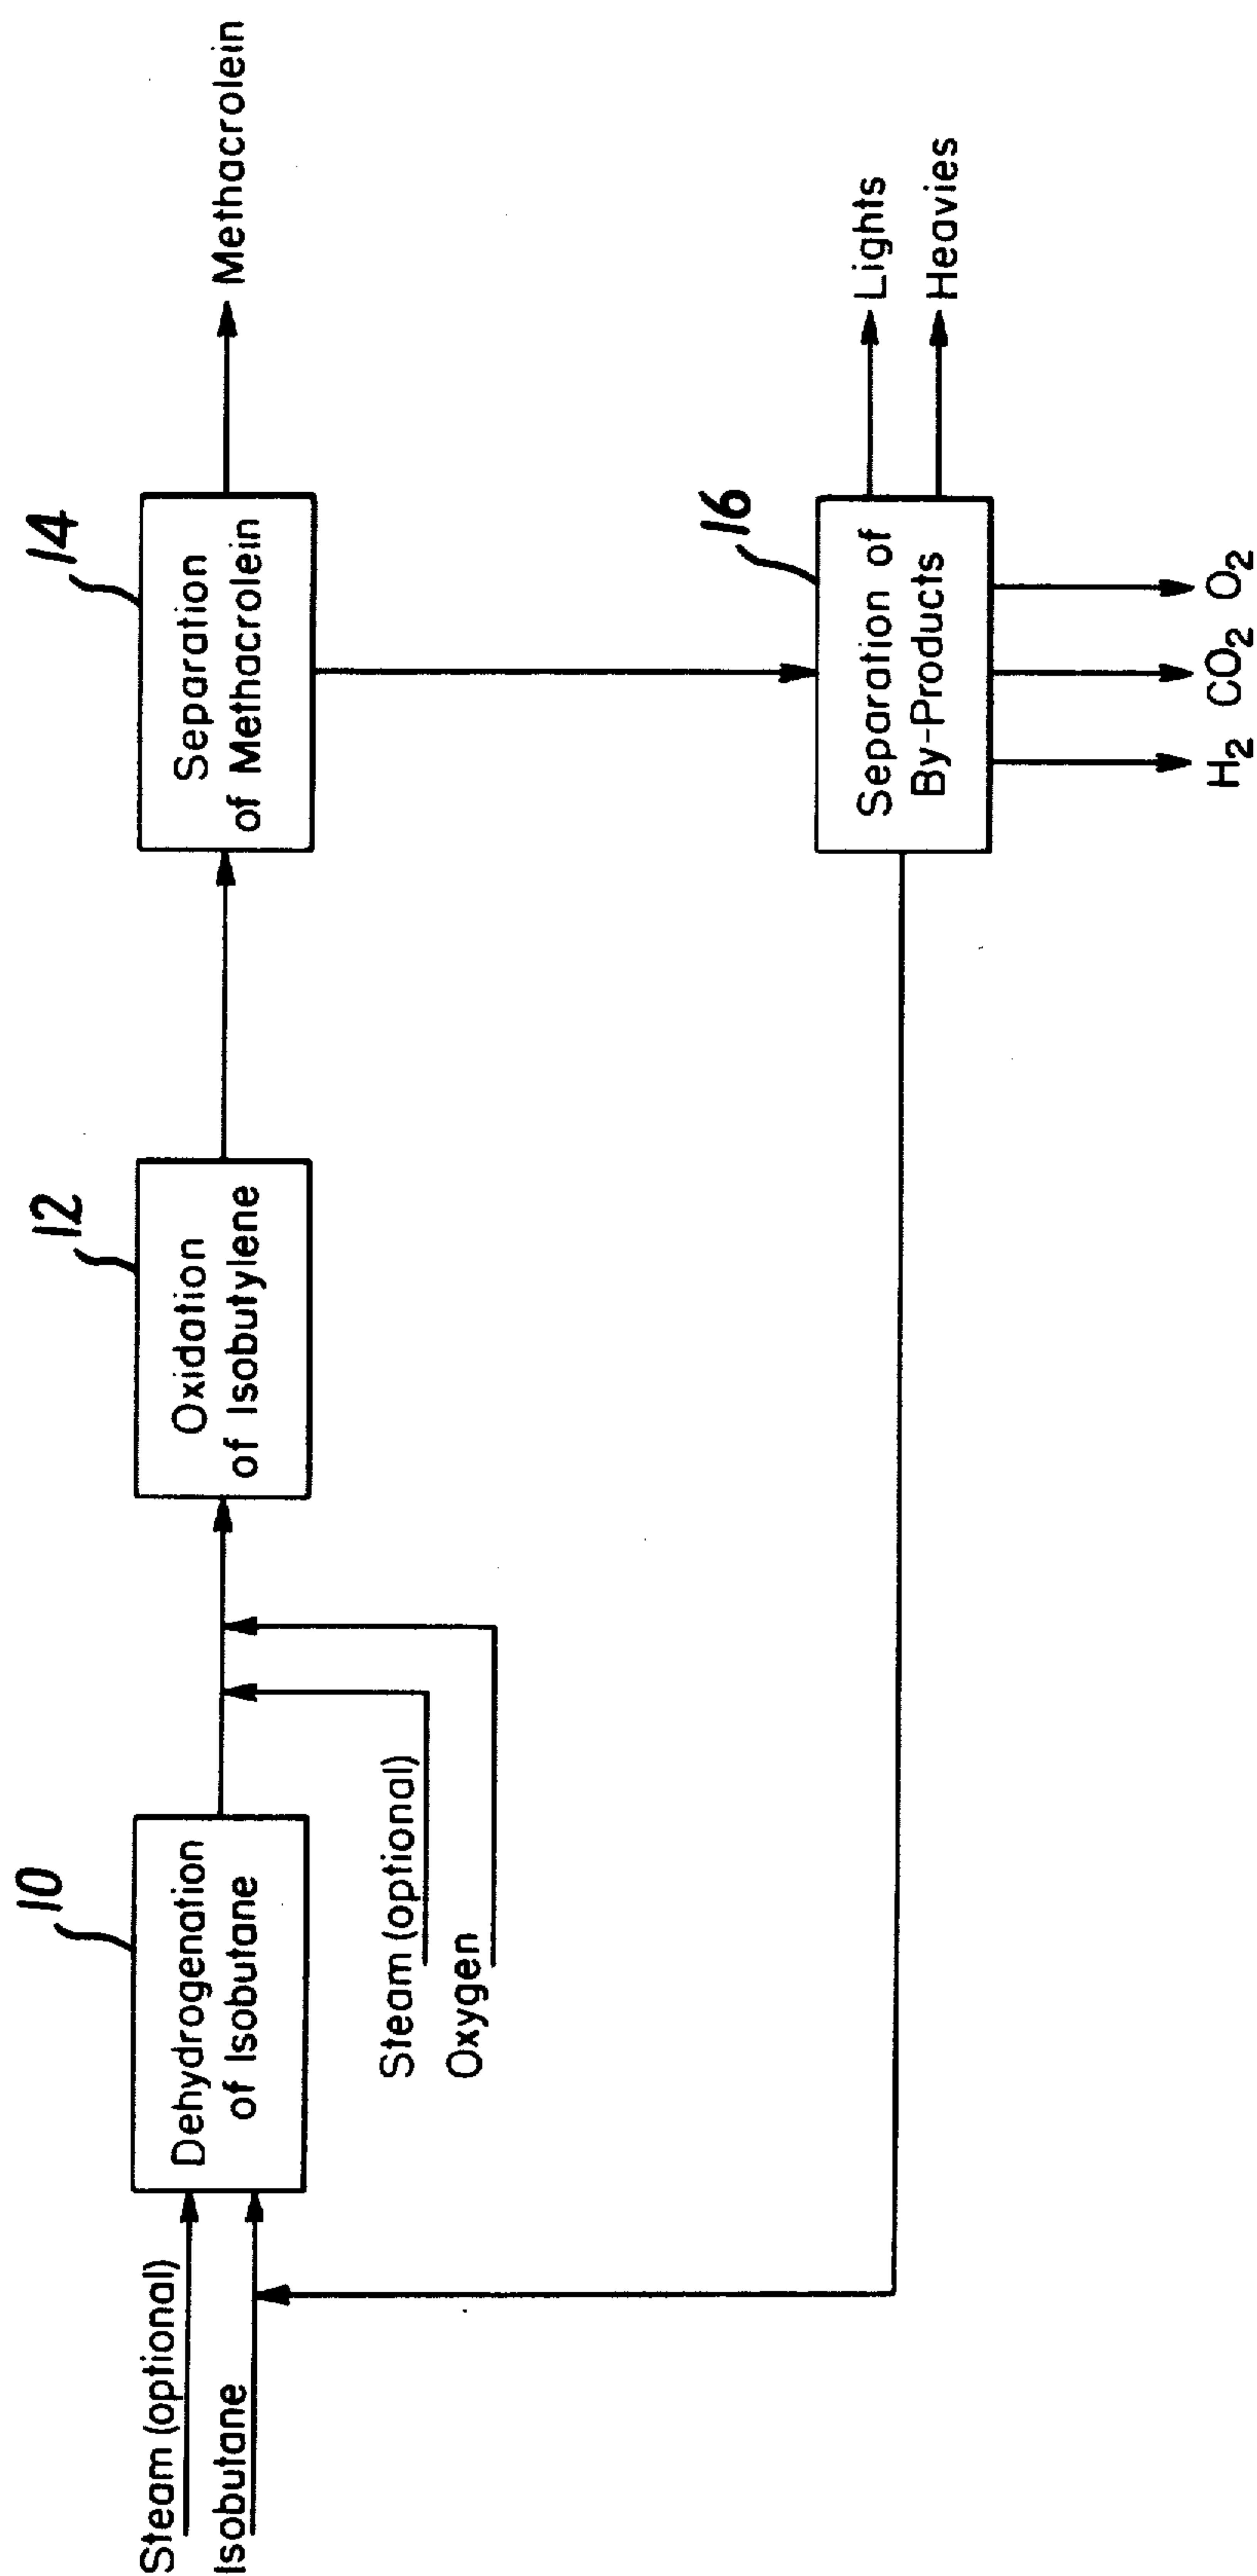 Steam (optional)
Isobutane
10
Dehydrogenation
of Isobutane
Steam (optional)
Oxygen
12
Oxidation
of Isobutylene
14
Separation
of Methacrolein
Methacrolein
16
Separation of
By-Products
Lights
Heavies
H2 CO2 O2